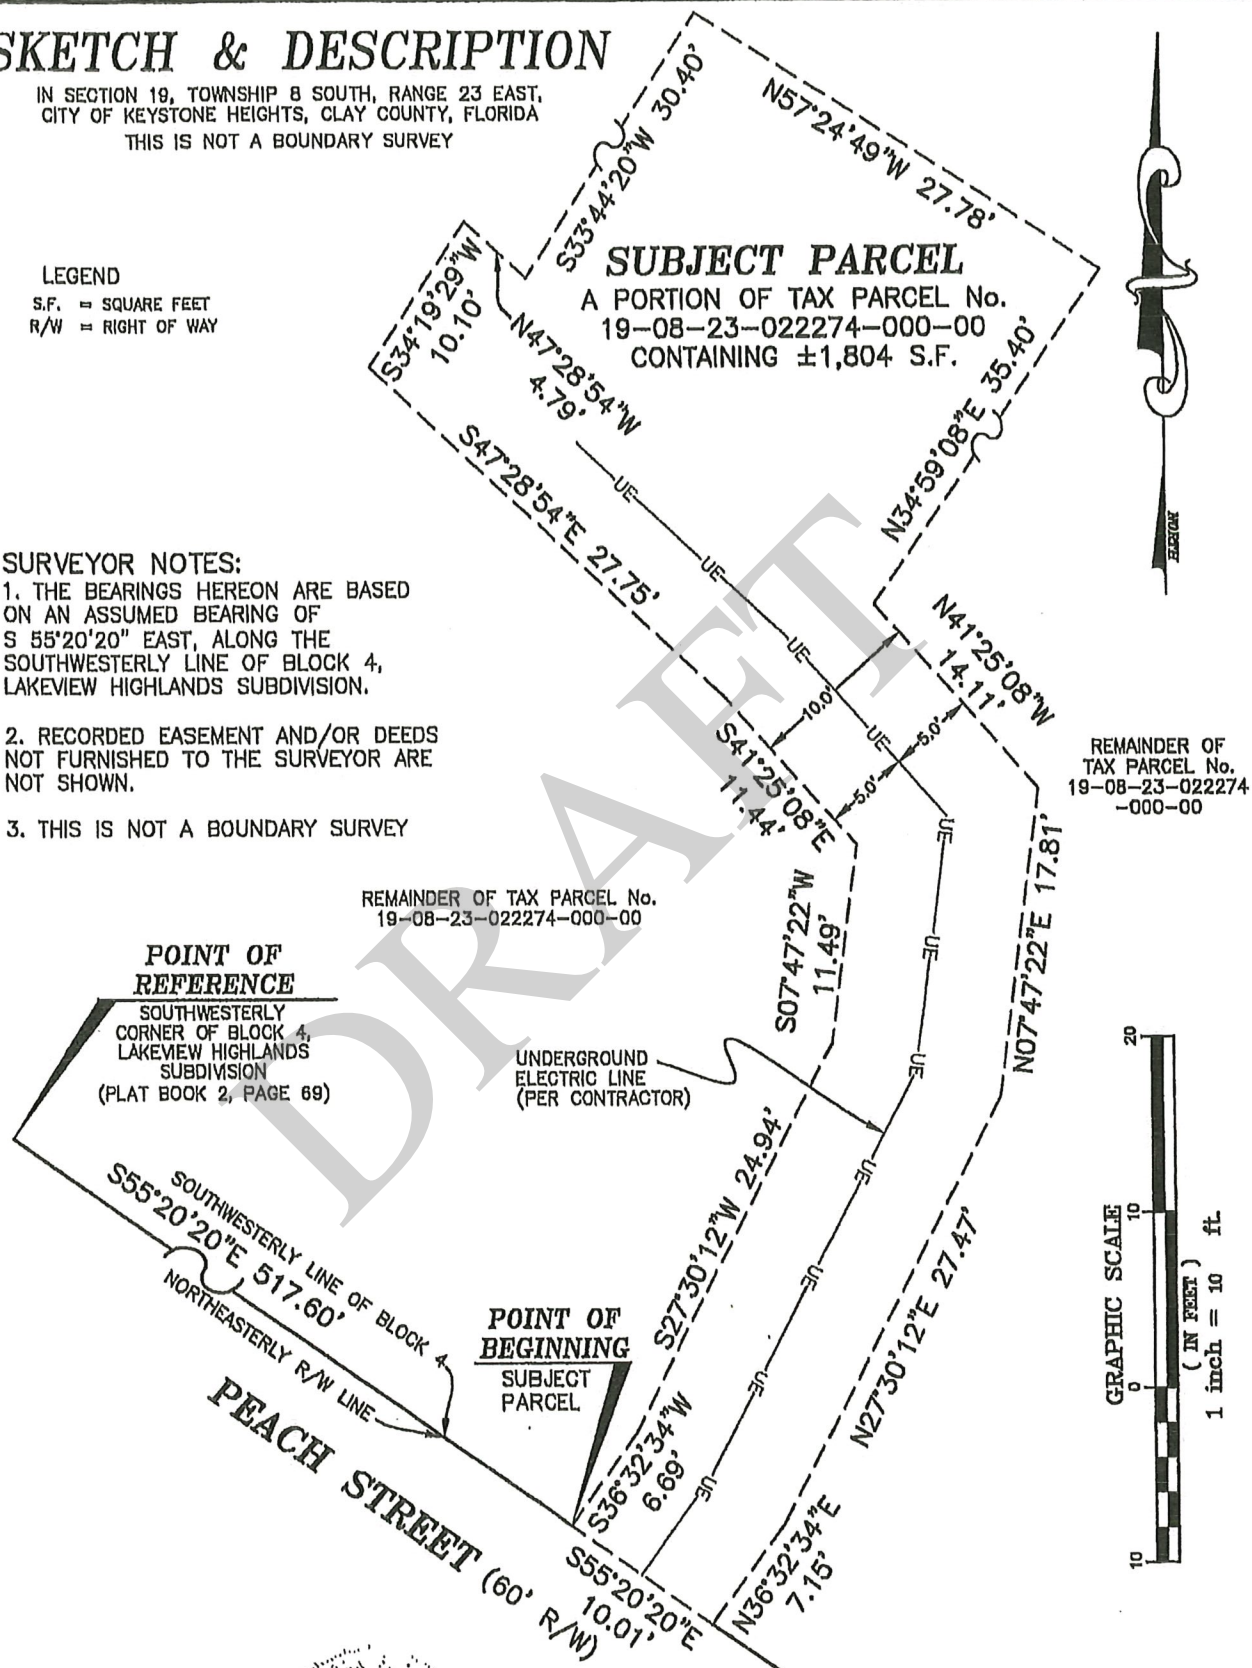 SKETCH & DESCRIPTION
IN SECTION 19, TOWNSHIP 8 SOUTH, RANGE 23 EAST,
CITY OF KEYSTONE HEIGHTS, CLAY COUNTY, FLORIDA
THIS IS NOT A BOUNDARY SURVEY
LEGEND
S.F. = SQUARE FEET
R/W = RIGHT OF WAY
S33°44'20"W 30.40'
N57°24'49"W 27.78'
SUBJECT PARCEL
A PORTION OF TAX PARCEL No.
19-08-23-022274-000-00
CONTAINING ±1,804 S.F.
S34°19'29"W
10.10'
N47°28'54"W
4.79'
S47°28'54"E 27.75'
N34°59'08"E 35.40'
NORTH
SURVEYOR NOTES:
1. THE BEARINGS HEREON ARE BASED
ON AN ASSUMED BEARING OF
S 55°20'20" EAST, ALONG THE
SOUTHWESTERLY LINE OF BLOCK 4,
LAKEVIEW HIGHLANDS SUBDIVISION.
2. RECORDED EASEMENT AND/OR DEEDS
NOT FURNISHED TO THE SURVEYOR ARE
NOT SHOWN.
3. THIS IS NOT A BOUNDARY SURVEY
DRAFT
UE
UE
UE
UE
10.0'
5.0'
5.0'
N41°25'08"W
14.11'
S41°25'08"E
11.44'
REMAINDER OF
TAX PARCEL No.
19-08-23-022274
-000-00
UE
UE
UE
UE
UE
UE
UE
S07°47'22"W
11.49'
N07°47'22"E 17.81'
REMAINDER OF TAX PARCEL No.
19-08-23-022274-000-00
POINT OF
REFERENCE
SOUTHWESTERLY
CORNER OF BLOCK 4,
LAKEVIEW HIGHLANDS
SUBDIVISION
(PLAT BOOK 2, PAGE 69)
UNDERGROUND
ELECTRIC LINE
(PER CONTRACTOR)
SOUTHWESTERLY LINE OF BLOCK 4
S55°20'20"E 517.60'
NORTHEASTERLY R/W LINE
S27°30'12"W 24.94'
N27°30'12"E 27.47'
POINT OF
BEGINNING
SUBJECT
PARCEL
S36°32'34"W
6.69'
N36°32'34"E
7.15'
S55°20'20"E
10.01'
PEACH STREET (60' R/W)
20
10
0
10
GRAPHIC SCALE
( IN FEET )
1 inch = 10 ft.